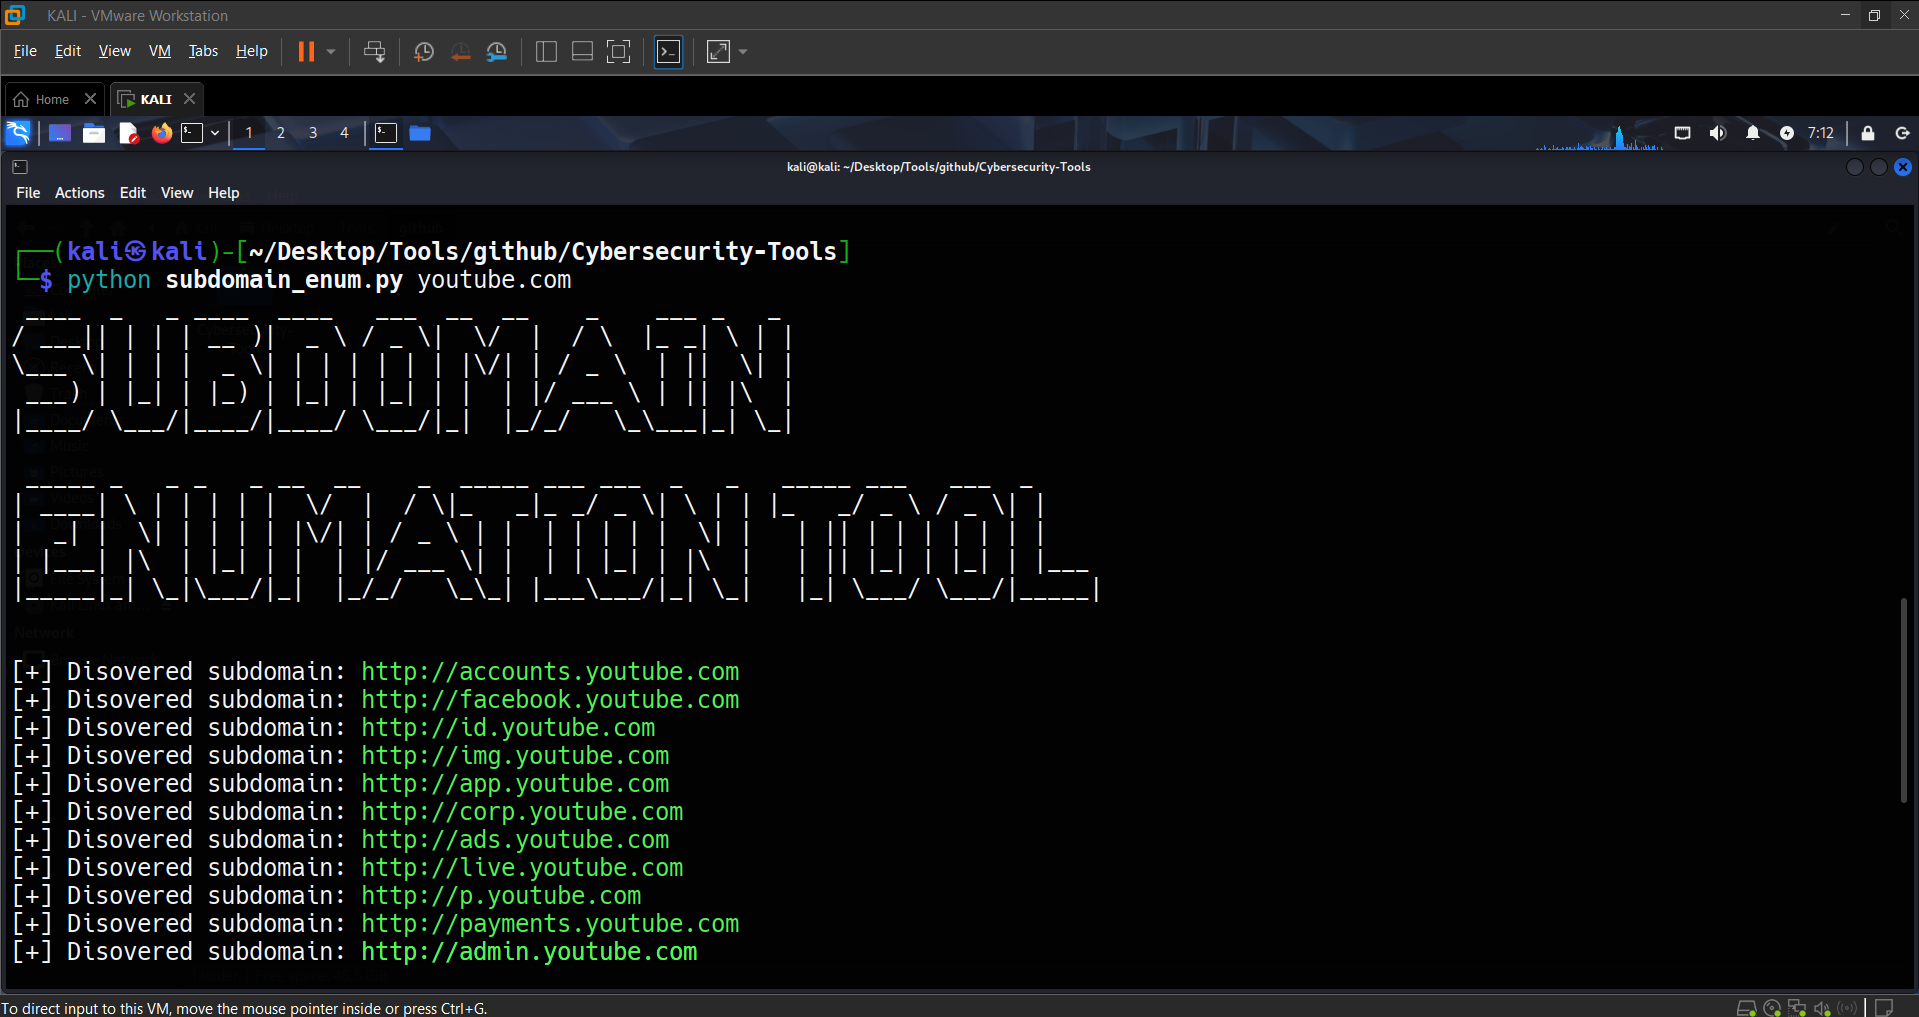 KALI - VMware Workstation
File Edit View VM Tabs Help
Home KALI
1 2 3 4 7:12
kali@kali: ~/Desktop/Tools/github/Cybersecurity-Tools
File Actions Edit View Help
(kali㉿kali)-[~/Desktop/Tools/github/Cybersecurity-Tools]
$ python subdomain_enum.py youtube.com
SUBDOMAIN
ENUMATION TOOL
Network
[+] Disovered subdomain: http://accounts.youtube.com
[+] Disovered subdomain: http://facebook.youtube.com
[+] Disovered subdomain: http://id.youtube.com
[+] Disovered subdomain: http://img.youtube.com
[+] Disovered subdomain: http://app.youtube.com
[+] Disovered subdomain: http://corp.youtube.com
[+] Disovered subdomain: http://ads.youtube.com
[+] Disovered subdomain: http://live.youtube.com
[+] Disovered subdomain: http://p.youtube.com
[+] Disovered subdomain: http://payments.youtube.com
[+] Disovered subdomain: http://admin.youtube.com
To direct input to this VM, move the mouse pointer inside or press Ctrl+G.